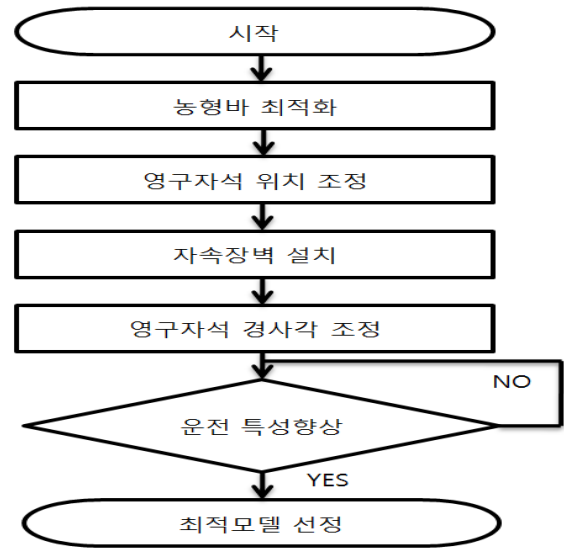 시작
농형바 최적화
영구자석 위치 조정
자속장벽 설치
영구자석 경사각 조정
NO
운전 특성향상
YES
최적모델 선정